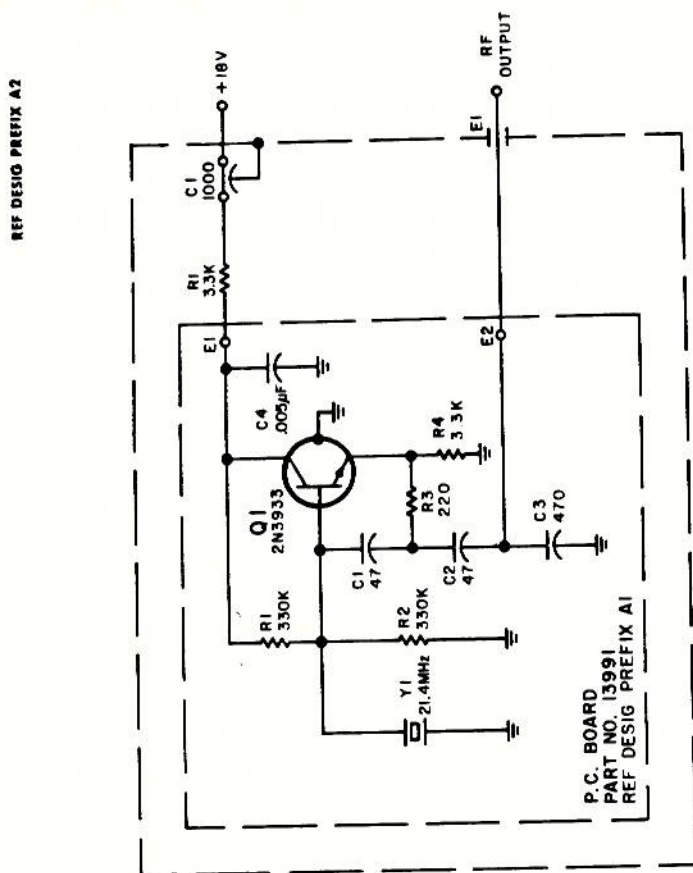 REF DESIG PREFIX A2
+18V
C1
1000
R1
3.3K
E1
C4
.005µF
Q1
2N3933
R1
330K
C1
47
R3
220
R4
3.3K
E2
E1
RF
OUTPUT
C2
47
C3
470
R2
330K
Y1
21.4MHz
P.C. BOARD
PART NO. 13991
REF DESIG PREFIX A1